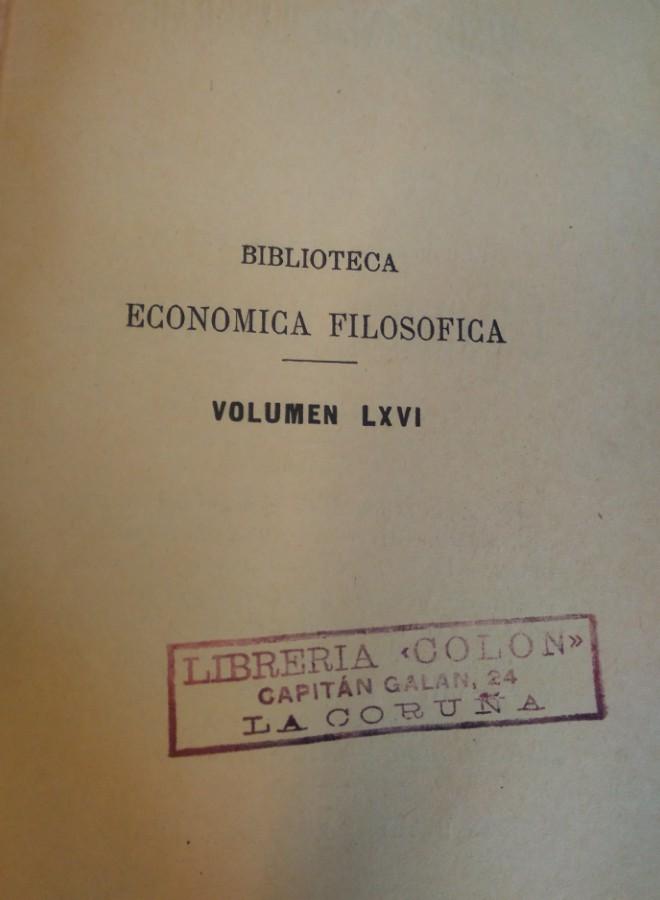 BIBLIOTECA
ECONOMICA FILOSOFICA
VOLUMEN LXVI
LIBRERIA «COLON»
CAPITÁN GALAN, 24
LA CORUÑA